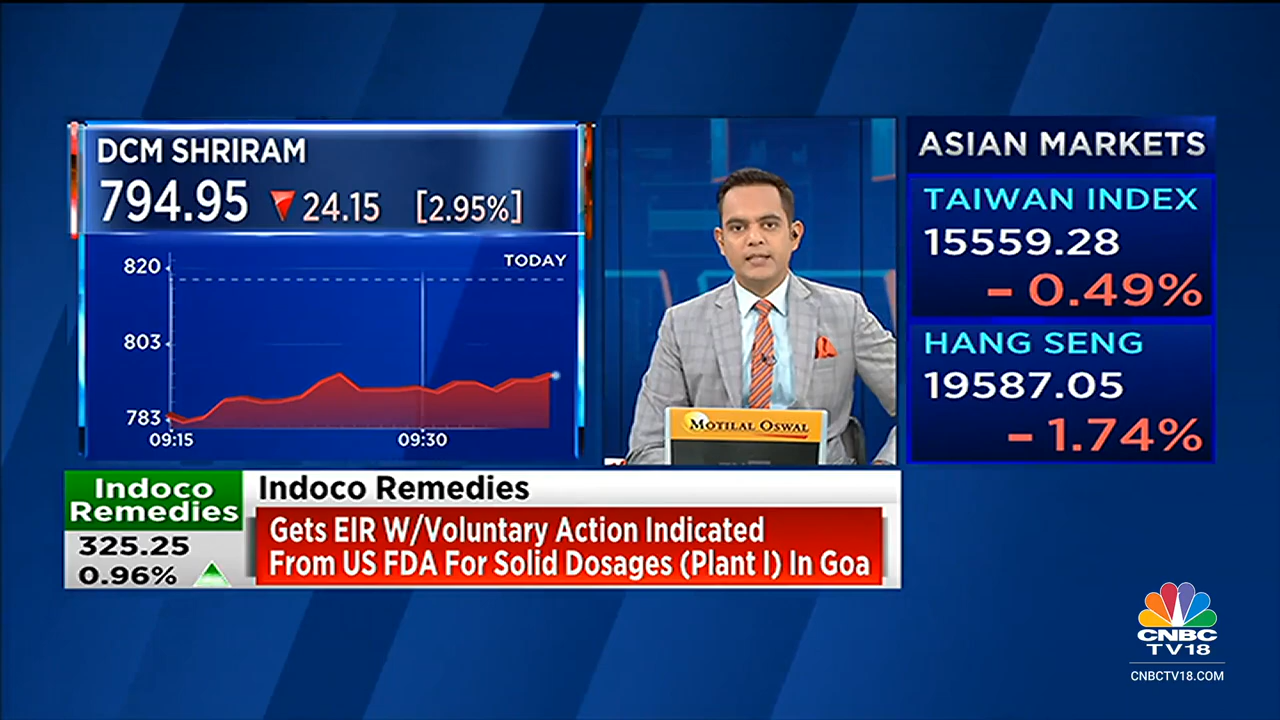 DCM SHRIRAM
794.95 ▼ 24.15 [2.95%]
TODAY
820
803
783
09:15 09:30
MOTILAL OSWAL
ASIAN MARKETS
TAIWAN INDEX
15559.28
- 0.49%
HANG SENG
19587.05
- 1.74%
Indoco
Remedies
325.25
0.96% ▲
Indoco Remedies
Gets EIR W/Voluntary Action Indicated
From US FDA For Solid Dosages (Plant I) In Goa
CNBC
TV18
CNBCTV18.COM